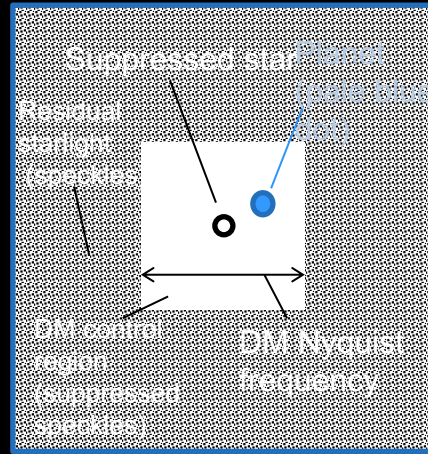 Suppressed star
Planet
(pale blue
dot)
Residual
starlight
(speckles
DM control
region
(suppressed
speckles)
DM Nyquist
frequency